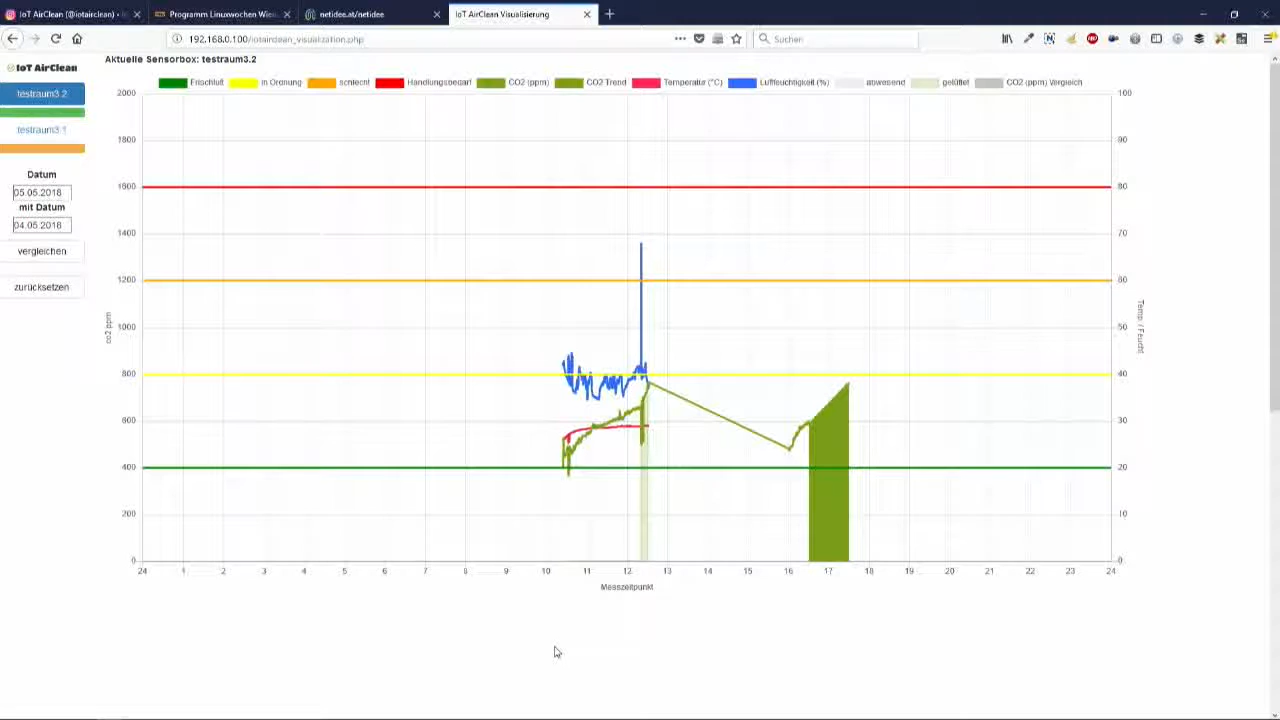 IoT AirClean (@iotairclean) •
Programm Linuxwochen Wien
netidee.at/netidee
IoT AirClean Visualisierung
192.168.0.100/iotairclean_visualization.php
Suchen
IoT AirClean
testraum3.2
testraum3.1
Datum
05.05.2018
mit Datum
04.05.2018
vergleichen
zurücksetzen
Aktuelle Sensorbox: testraum3.2
Frischluft
in Ordnung
schlecht
Handlungsbedarf
CO2 (ppm)
CO2 Trend
Temperatur (°C)
Luftfeuchtigkeit (%)
abwesend
gelüftet
CO2 (ppm) Vergleich
2000
1800
1600
1400
1200
1000
800
600
400
200
0
co2 ppm
100
90
80
70
60
50
40
30
20
10
0
Temp. / Feucht
24 1 2 3 4 5 6 7 8 9 10 11 12 13 14 15 16 17 18 19 20 21 22 23 24
Messzeitpunkt